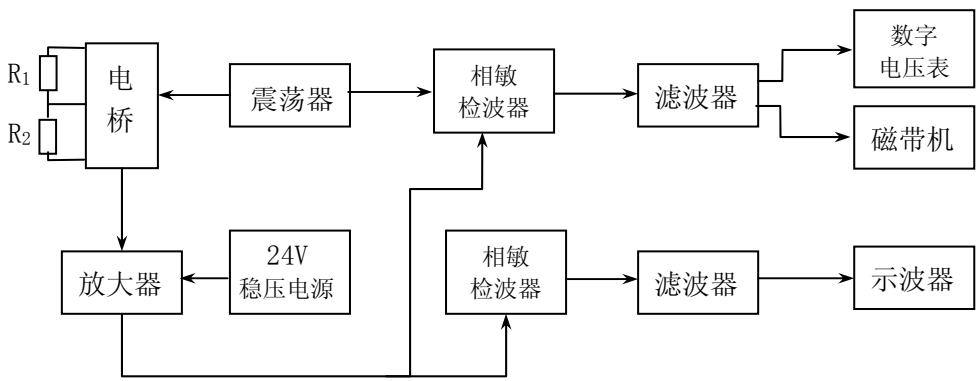 R1
R2
电
桥
震荡器
相敏
检波器
滤波器
数字
电压表
磁带机
放大器
24V
稳压电源
相敏
检波器
滤波器
示波器